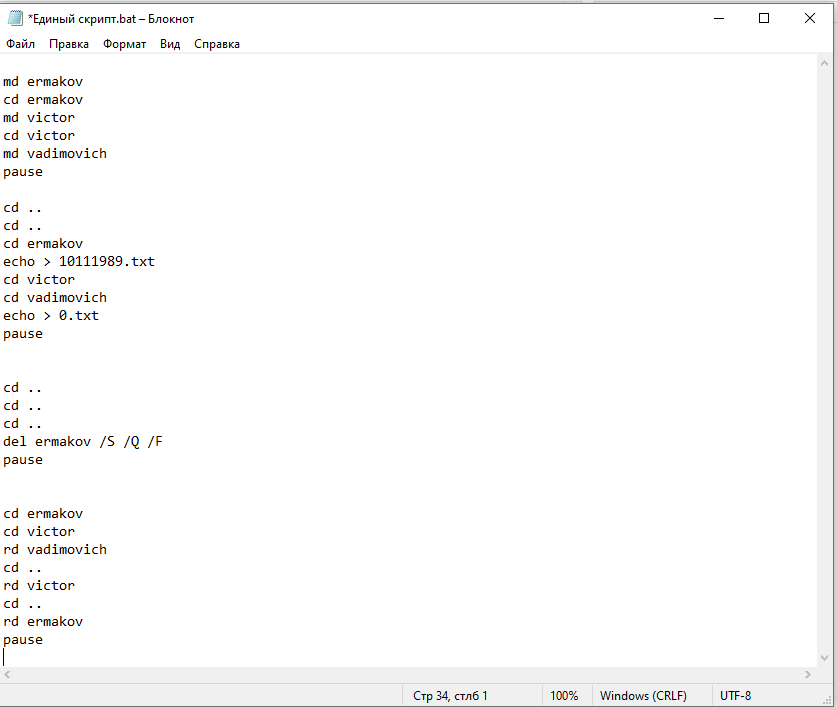 *Единый скрипт.bat – Блокнот
Файл Правка Формат Вид Справка
md ermakov
cd ermakov
md victor
cd victor
md vadimovich
pause
cd ..
cd ..
cd ermakov
echo > 10111989.txt
cd victor
cd vadimovich
echo > 0.txt
pause
cd ..
cd ..
cd ..
del ermakov /S /Q /F
pause
cd ermakov
cd victor
rd vadimovich
cd ..
rd victor
cd ..
rd ermakov
pause
Стр 34, стлб 1 100% Windows (CRLF) UTF-8